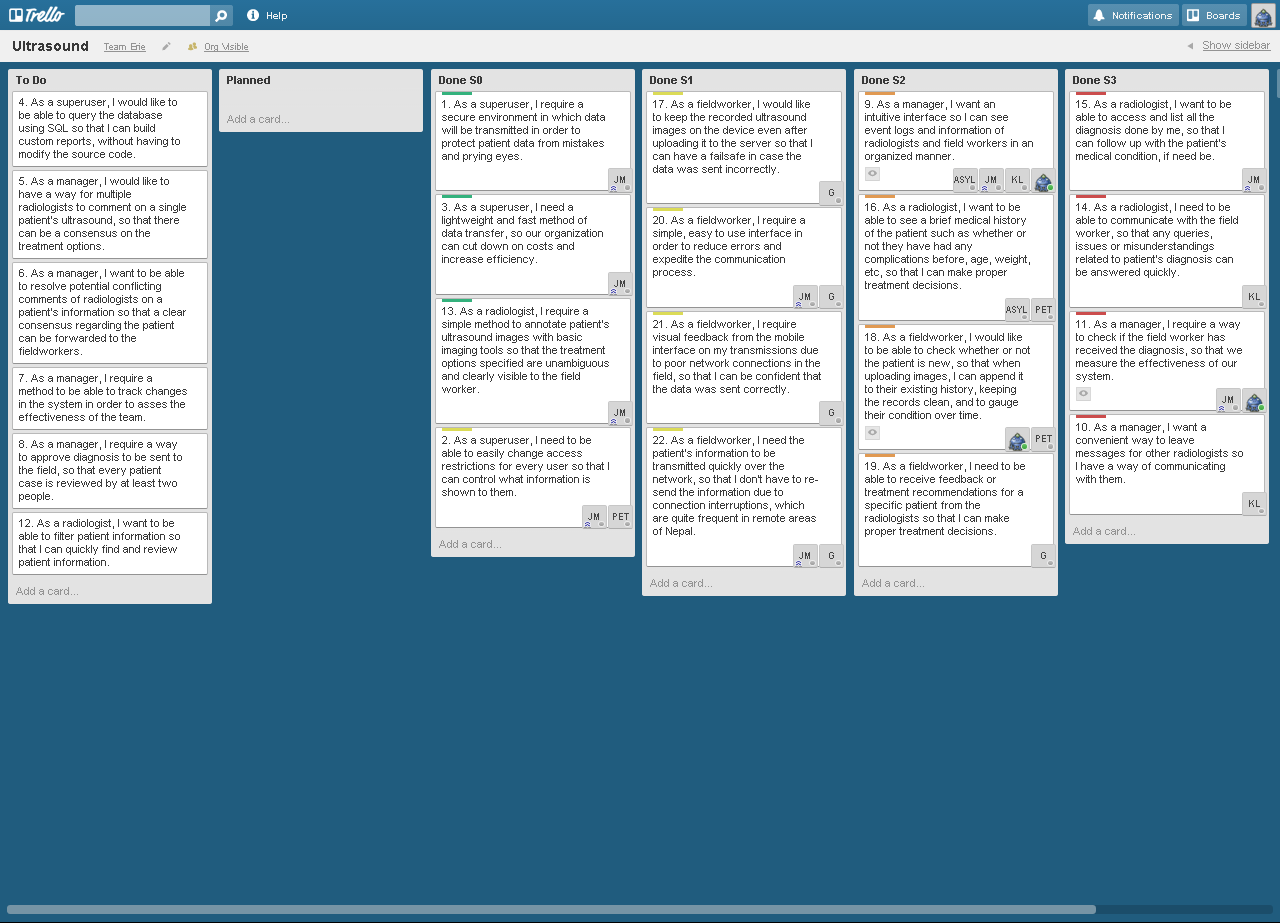 Trello
Help
Notifications
Boards
Ultrasound
Team Erie
Org Visible
Show sidebar
To Do
4. As a superuser, I would like to
be able to query the database
using SQL so that I can build
custom reports, without having to
modify the source code.
5. As a manager, I would like to
have a way for multiple
radiologists to comment on a single
patient's ultrasound, so that there
can be a consensus on the
treatment options.
6. As a manager, I want to be able
to resolve potential conflicting
comments of radiologists on a
patient's information so that a clear
consensus regarding the patient
can be forwarded to the
fieldworkers.
7. As a manager, I require a
method to be able to track changes
in the system in order to asses the
effectiveness of the team.
8. As a manager, I require a way
to approve diagnosis to be sent to
the field, so that every patient
case is reviewed by at least two
people.
12. As a radiologist, I want to be
able to filter patient information so
that I can quickly find and review
patient information.
Add a card...
Planned
Add a card...
Done S0
1. As a superuser, I require a
secure environment in which data
will be transmitted in order to
protect patient data from mistakes
and prying eyes.
JM
3. As a superuser, I need a
lightweight and fast method of
data transfer, so our organization
can cut down on costs and
increase efficiency.
JM
13. As a radiologist, I require a
simple method to annotate patient's
ultrasound images with basic
imaging tools so that the treatment
options specified are unambiguous
and clearly visible to the field
worker.
JM
2. As a superuser, I need to be
able to easily change access
restrictions for every user so that I
can control what information is
shown to them.
JM PET
Add a card...
Done S1
17. As a fieldworker, I would like
to keep the recorded ultrasound
images on the device even after
uploading it to the server so that I
can have a failsafe in case the
data was sent incorrectly.
G
20. As a fieldworker, I require a
simple, easy to use interface in
order to reduce errors and
expedite the communication
process.
JM G
21. As a fieldworker, I require
visual feedback from the mobile
interface on my transmissions due
to poor network connections in the
field, so that I can be confident that
the data was sent correctly.
G
22. As a fieldworker, I need the
patient's information to be
transmitted quickly over the
network, so that I don't have to re-
send the information due to
connection interruptions, which
are quite frequent in remote areas
of Nepal.
JM G
Add a card...
Done S2
9. As a manager, I want an
intuitive interface so I can see
event logs and information of
radiologists and field workers in an
organized manner.
ASYL JM KL
16. As a radiologist, I want to be
able to see a brief medical history
of the patient such as whether or
not they have had any
complications before, age, weight,
etc, so that I can make proper
treatment decisions.
ASYL PET
18. As a fieldworker, I would like
to be able to check whether or not
the patient is new, so that when
uploading images, I can append it
to their existing history, keeping
the records clean, and to gauge
their condition over time.
PET
19. As a fieldworker, I need to be
able to receive feedback or
treatment recommendations for a
specific patient from the
radiologists so that I can make
proper treatment decisions.
G
Add a card...
Done S3
15. As a radiologist, I want to be
able to access and list all the
diagnosis done by me, so that I
can follow up with the patient's
medical condition, if need be.
JM
14. As a radiologist, I need to be
able to communicate with the field
worker, so that any queries,
issues or misunderstandings
related to patient's diagnosis can
be answered quickly.
KL
11. As a manager, I require a way
to check if the field worker has
received the diagnosis, so that we
measure the effectiveness of our
system.
JM
10. As a manager, I want a
convenient way to leave
messages for other radiologists so
I have a way of communicating
with them.
KL
Add a card...